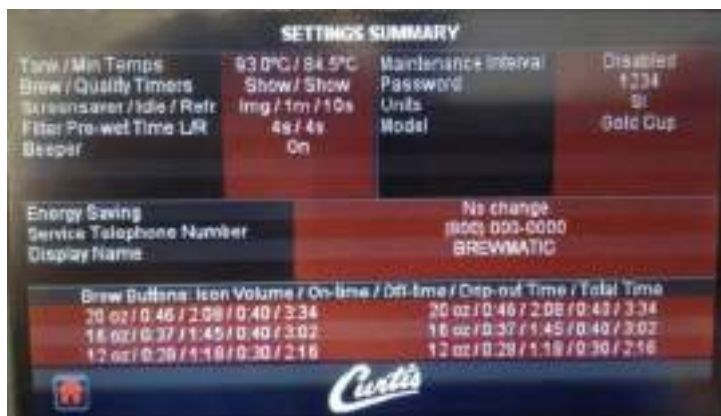 SETTINGS SUMMARY
Tank / Min Temps 93.0°C / 84.5°C
Brew / Quality Timers Show / Show
Screensaver / Idle / Refr Img / 1m / 10s
Filter Pre-wet Time L/R 4s / 4s
Beeper On
Maintenance Interval Disabled
Password 1234
Units SI
Model Gold Cup
Energy Saving No change
Service Telephone Number (800) 000-0000
Display Name BREWMATIC
Brew Buttons: Icon Volume / On-time / Off-time / Drip-out Time / Total Time
20 oz / 0:46 / 2:08 / 0:40 / 3:34 20 oz / 0:46 / 2:08 / 0:40 / 3:34
16 oz / 0:37 / 1:45 / 0:40 / 3:02 16 oz / 0:37 / 1:45 / 0:40 / 3:02
12 oz / 0:28 / 1:18 / 0:30 / 2:16 12 oz / 0:28 / 1:18 / 0:30 / 2:16
Curtis